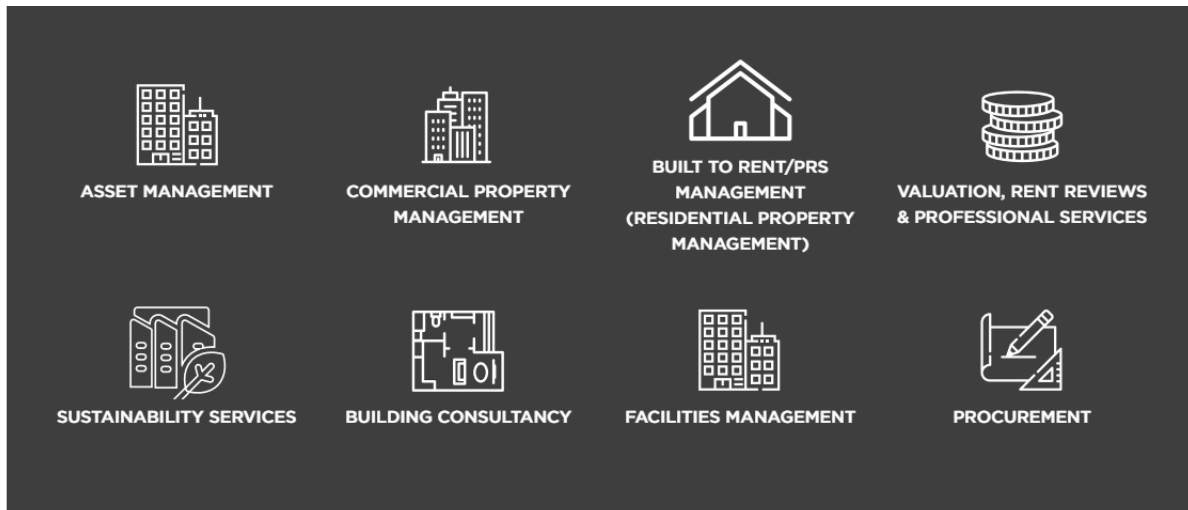 ASSET MANAGEMENT
COMMERCIAL PROPERTY
MANAGEMENT
BUILT TO RENT/PRS
MANAGEMENT
(RESIDENTIAL PROPERTY
MANAGEMENT)
VALUATION, RENT REVIEWS
& PROFESSIONAL SERVICES
SUSTAINABILITY SERVICES
BUILDING CONSULTANCY
FACILITIES MANAGEMENT
PROCUREMENT